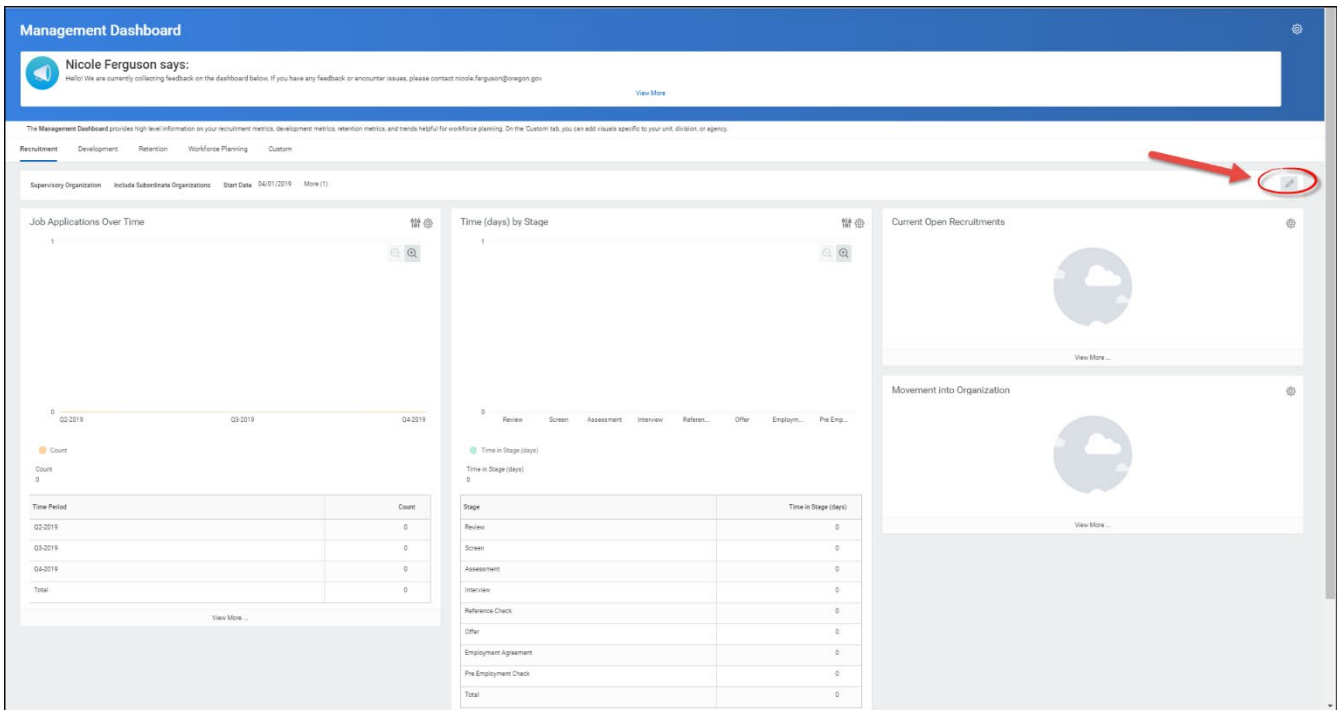 Management Dashboard
Nicole Ferguson says:
Hello! We are currently collecting feedback on the dashboard below. If you have any feedback or encounter issues, please contact nicole.ferguson@oregon.gov
View More
The Management Dashboard provides high level information on your recruitment metrics, development metrics, retention metrics, and trends helpful for workforce planning. On the 'Custom' tab, you can add visuals specific to your unit, division, or agency.
Recruitment Development Retention Workforce Planning Custom
Supervisory Organization Include Subordinate Organizations Start Date 04/01/2019 More (1)
Job Applications Over Time
1
0
Q2-2019 Q3-2019 Q4-2019
Count
Count
0
Time Period Count
Q2-2019 0
Q3-2019 0
Q4-2019 0
Total 0
View More ...
Time (days) by Stage
1
0
Review Screen Assessment Interview Referen... Offer Employm... Pre Emp...
Time in Stage (days)
Time in Stage (days)
0
Stage Time in Stage (days)
Review 0
Screen 0
Assessment 0
Interview 0
Reference Check 0
Offer 0
Employment Agreement 0
Pre Employment Check 0
Total 0
Current Open Recruitments
View More ...
Movement into Organization
View More ...